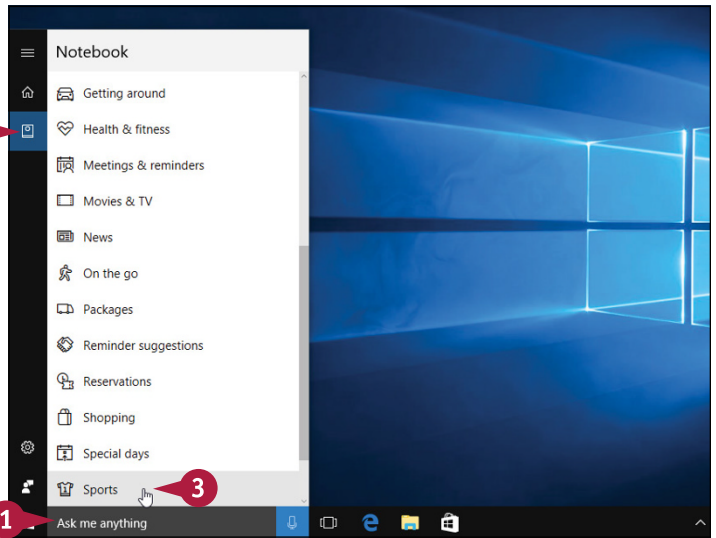 Notebook
Getting around
Health & fitness
Meetings & reminders
Movies & TV
News
On the go
Packages
Reminder suggestions
Reservations
Shopping
Special days
Sports
3
1
Ask me anything